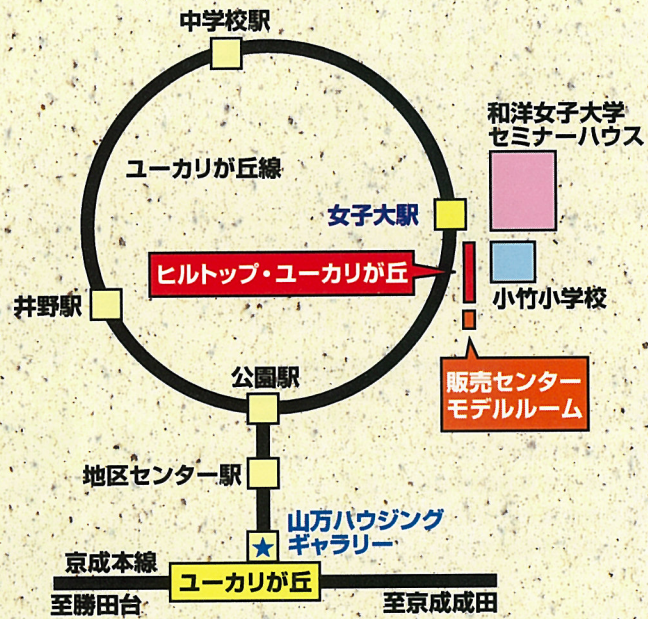 中学校駅
和洋女子大学
セミナーハウス
ユーカリが丘線
女子大駅
ヒルトップ・ユーカリが丘
小竹小学校
井野駅
公園駅
販売センター
モデルルーム
地区センター駅
山万ハウジング
ギャラリー
京成本線
ユーカリが丘
至勝田台
至京成成田